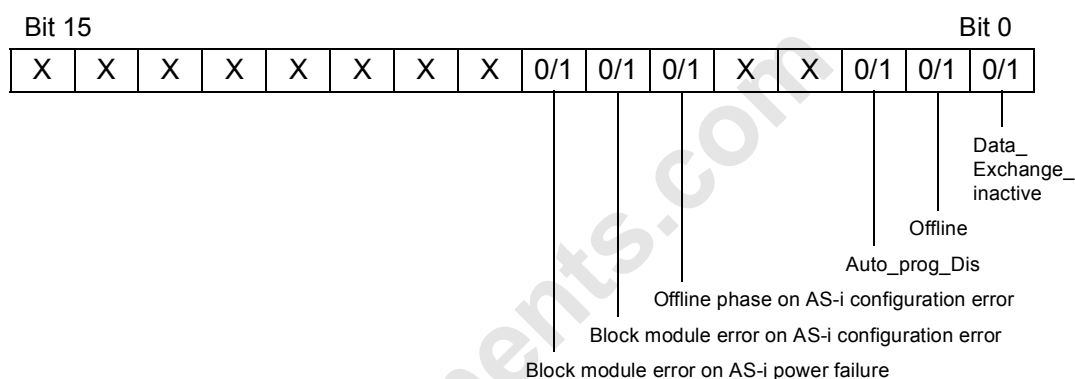 Bit 15 Bit 0
X X X X X X X X 0/1 0/1 0/1 X X 0/1 0/1 0/1
Data_
Exchange_
inactive
Offline
Auto_prog_Dis
Offline phase on AS-i configuration error
Block module error on AS-i configuration error
Block module error on AS-i power failure